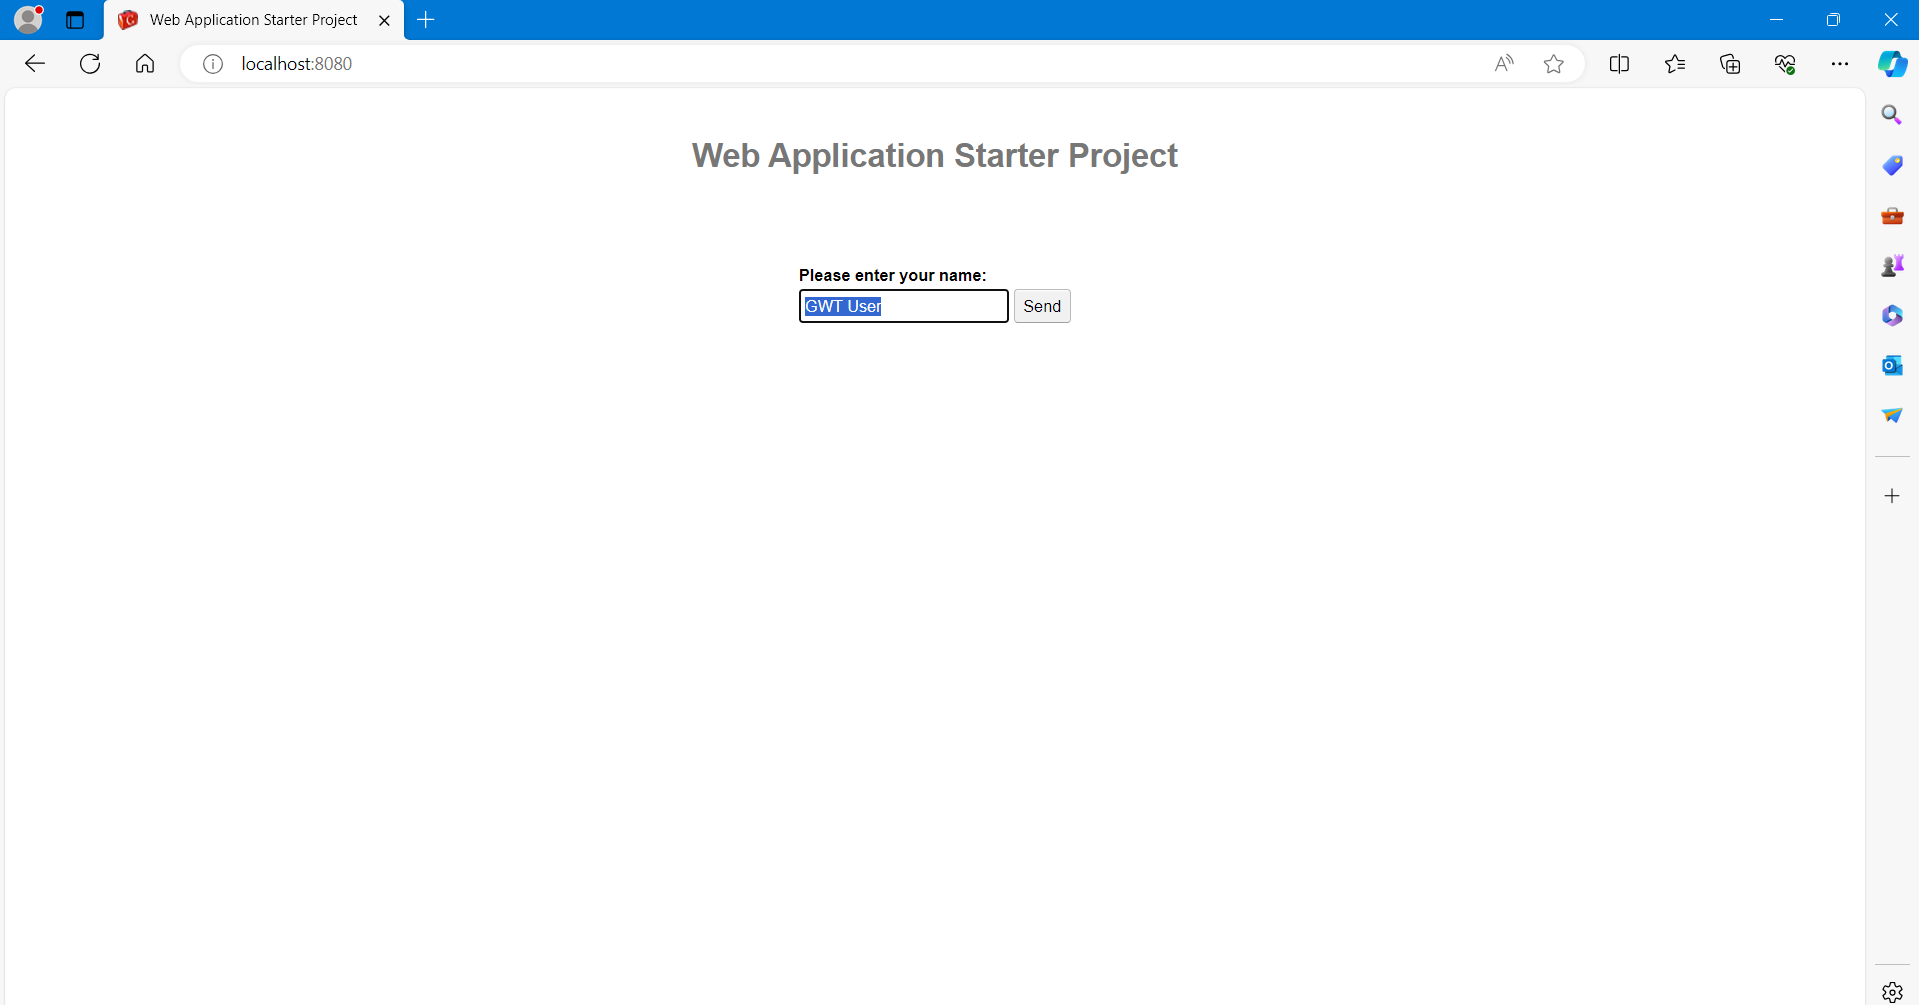 Web Application Starter Project
localhost:8080
Web Application Starter Project
Please enter your name:
GWT User
Send